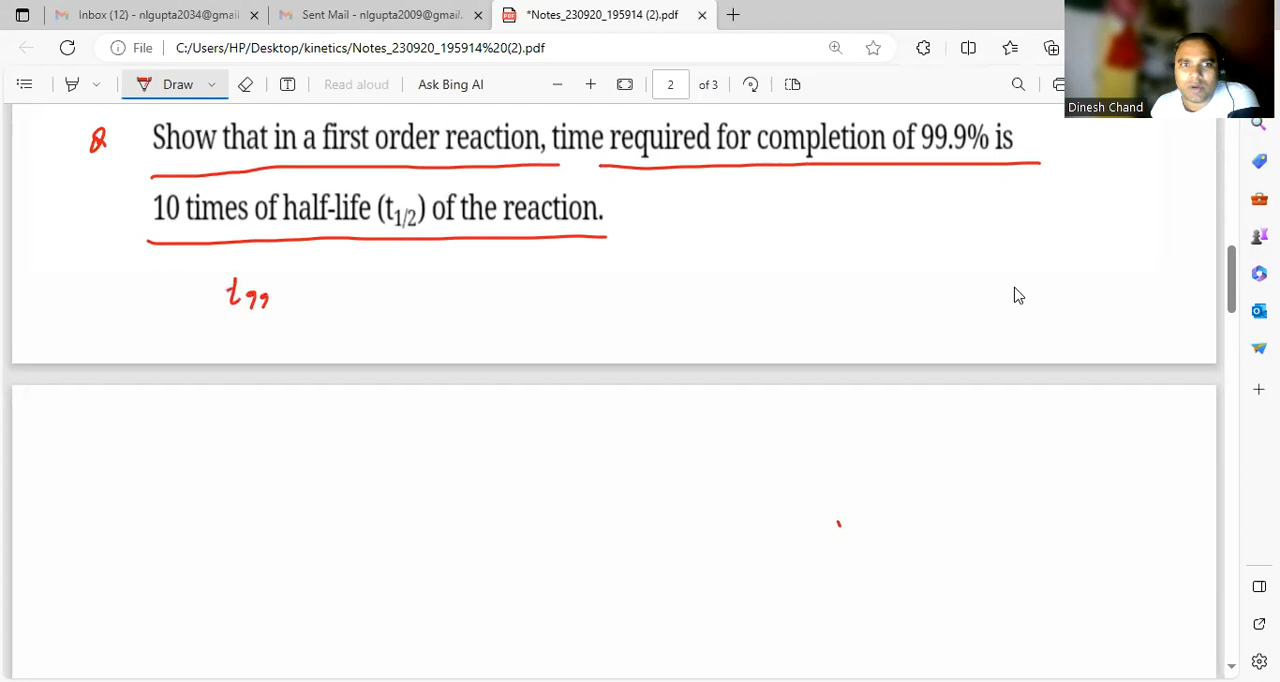 Inbox (12) - nlgupta2034@gmai
Sent Mail - nlgupta2009@gmail.
*Notes_230920_195914 (2).pdf
File
C:/Users/HP/Desktop/kinetics/Notes_230920_195914%20(2).pdf
Draw
Read aloud
Ask Bing AI
2
of 3
Dinesh Chand
Q Show that in a first order reaction, time required for completion of 99.9% is
10 times of half-life (t1/2) of the reaction.
t99